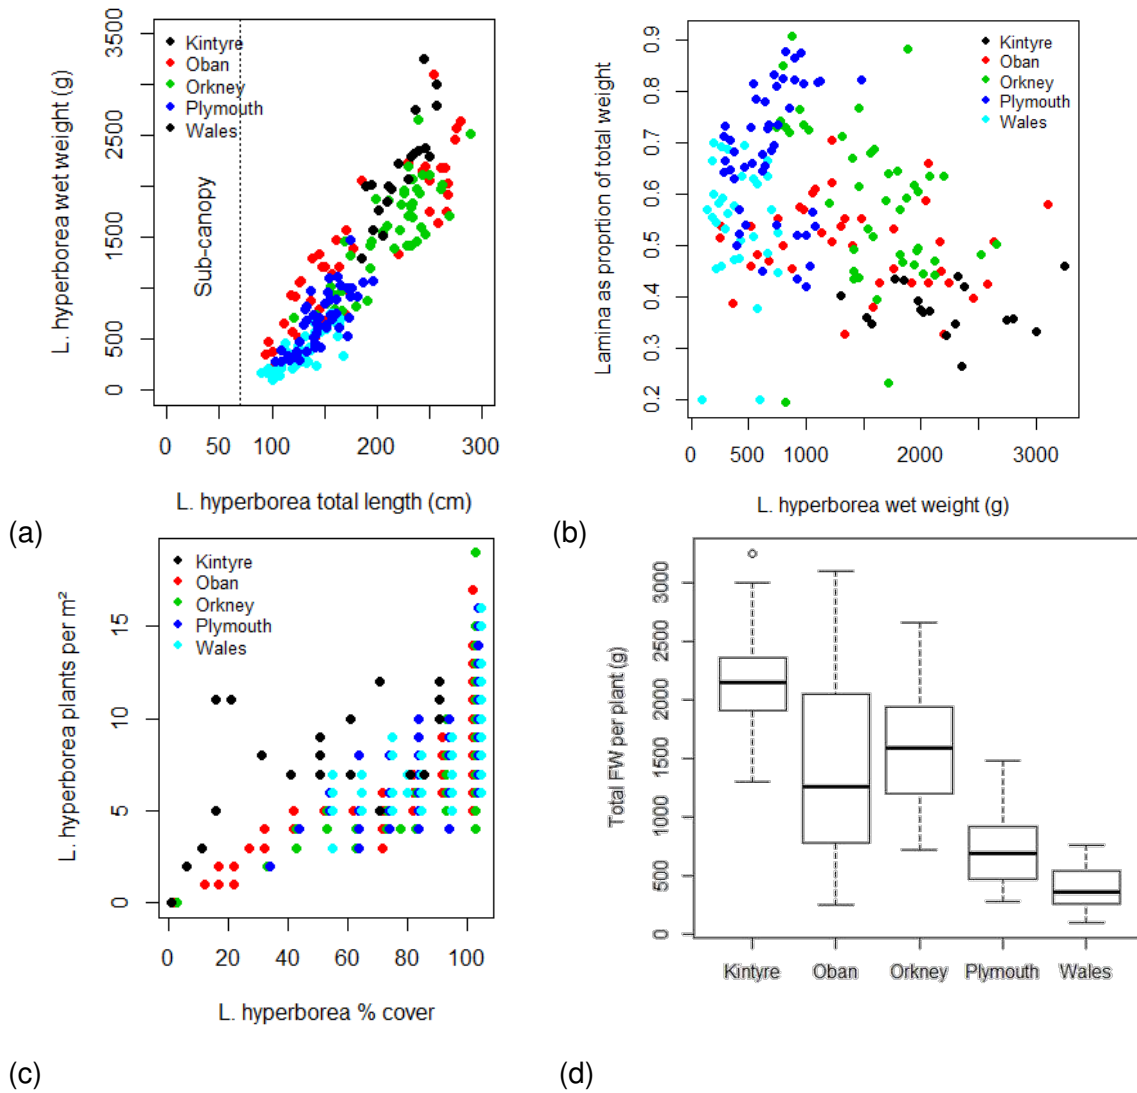 L. hyperborea wet weight (g)
3500
2500
1500
500
0
Kintyre
Oban
Orkney
Plymouth
Wales
Sub-canopy
0 50 100 200 300
L. hyperborea total length (cm)
(a)
Lamina as proprtion of total weight
0.9
0.8
0.7
0.6
0.5
0.4
0.3
0.2
Kintyre
Oban
Orkney
Plymouth
Wales
0 500 1000 2000 3000
L. hyperborea wet weight (g)
(b)
L. hyperborea plants per m²
15
10
5
0
Kintyre
Oban
Orkney
Plymouth
Wales
0 20 40 60 80 100
L. hyperborea % cover
(c)
Total FW per plant (g)
3000
2500
2000
1500
1000
500
0
Kintyre Oban Orkney Plymouth Wales
(d)